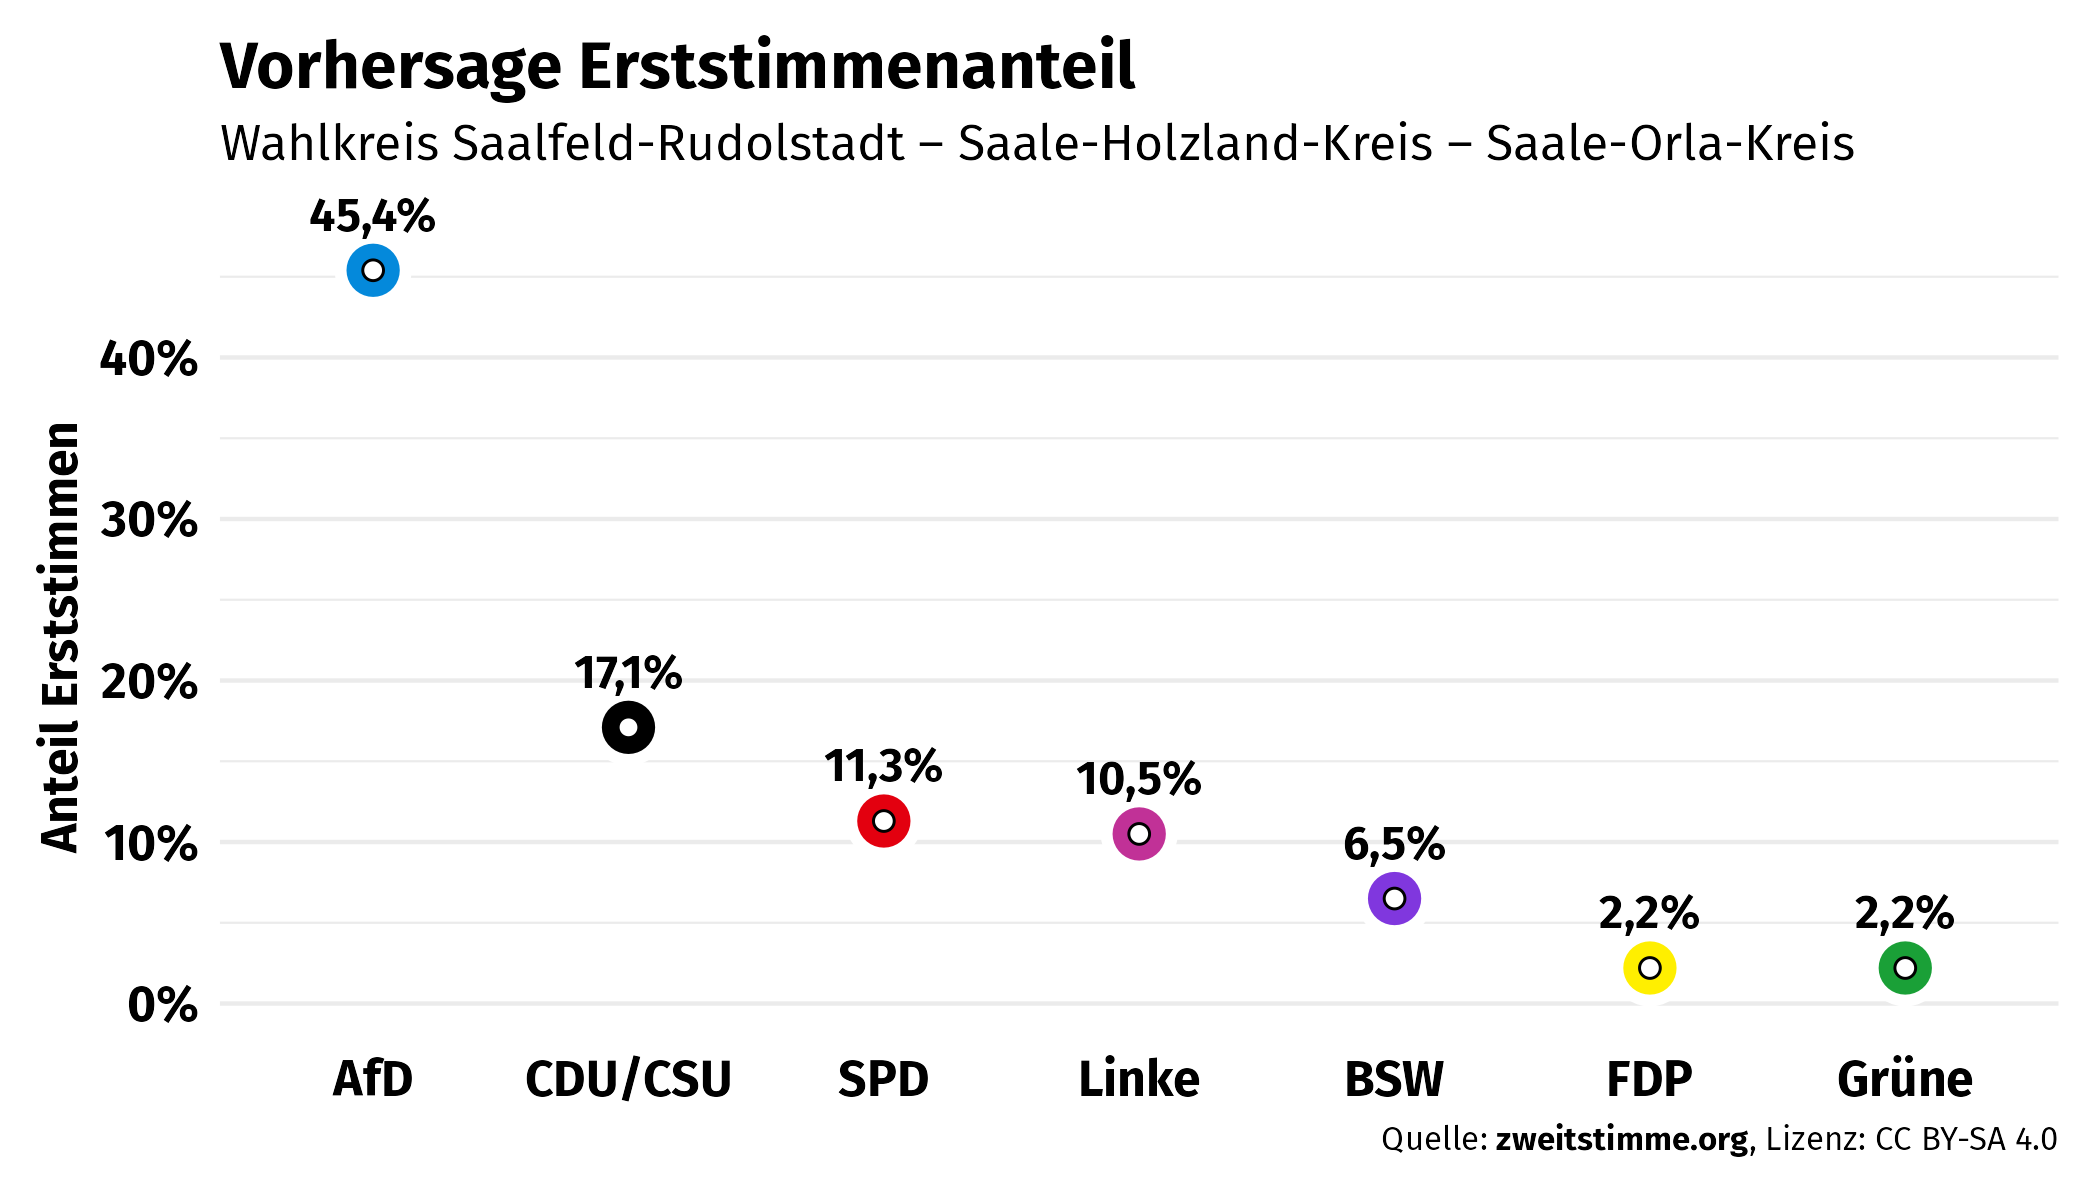 Vorhersage Erststimmenanteil
Wahlkreis Saalfeld-Rudolstadt – Saale-Holzland-Kreis – Saale-Orla-Kreis
45,4%
40%
30%
20%
10%
0%
Anteil Erststimmen
17,1%
11,3%
10,5%
6,5%
2,2%
2,2%
AfD
CDU/CSU
SPD
Linke
BSW
FDP
Grüne
Quelle: zweitstimme.org, Lizenz: CC BY-SA 4.0